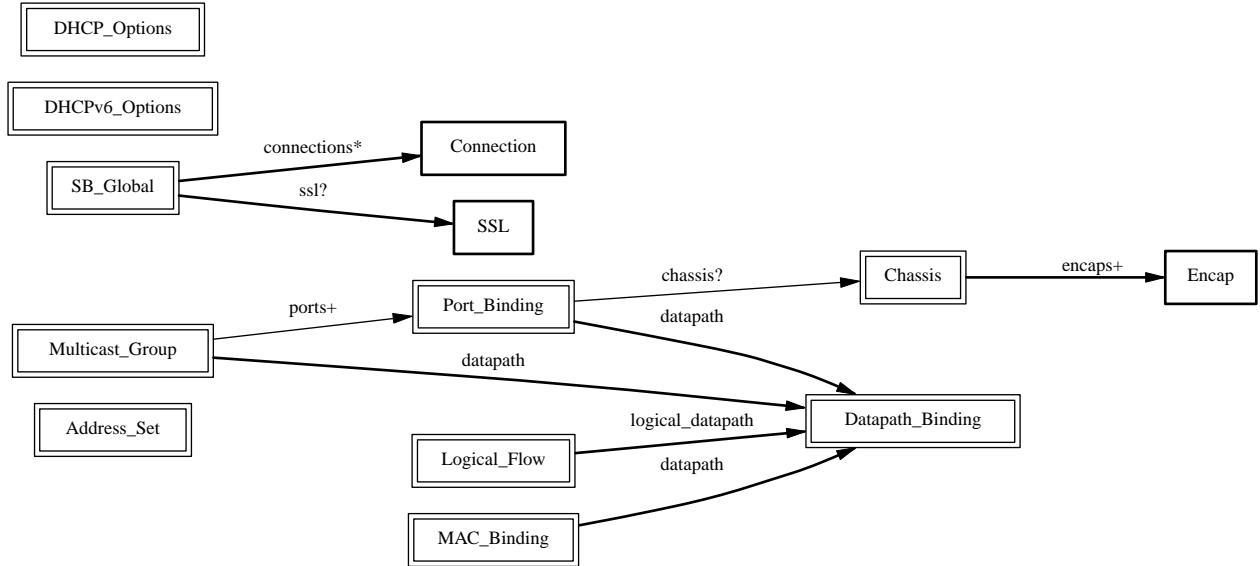 DHCP_Options
DHCPv6_Options
connections*
Connection
SB_Global
ssl?
SSL
chassis?
Chassis
encaps+
Encap
ports+
Port_Binding
datapath
Multicast_Group
datapath
Address_Set
logical_datapath
Datapath_Binding
Logical_Flow
datapath
MAC_Binding